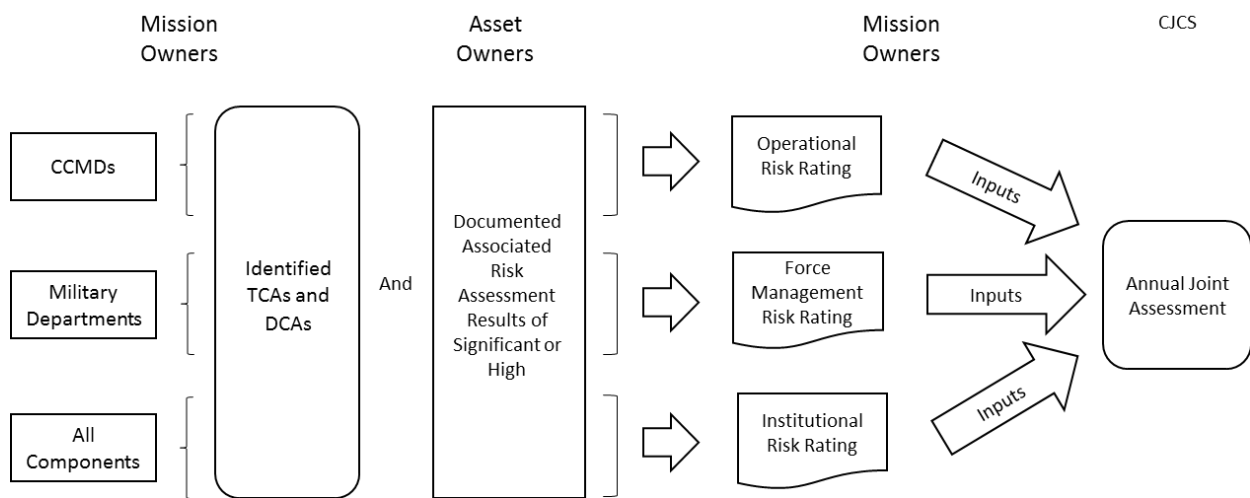 Mission
Owners
Asset
Owners
Mission
Owners
CJCS
CCMDs
Military
Departments
All
Components
Identified
TCAs and
DCAs
And
Documented
Associated
Risk
Assessment
Results of
Significant or
High
Operational
Risk Rating
Force
Management
Risk Rating
Institutional
Risk Rating
Inputs
Inputs
Inputs
Annual Joint
Assessment